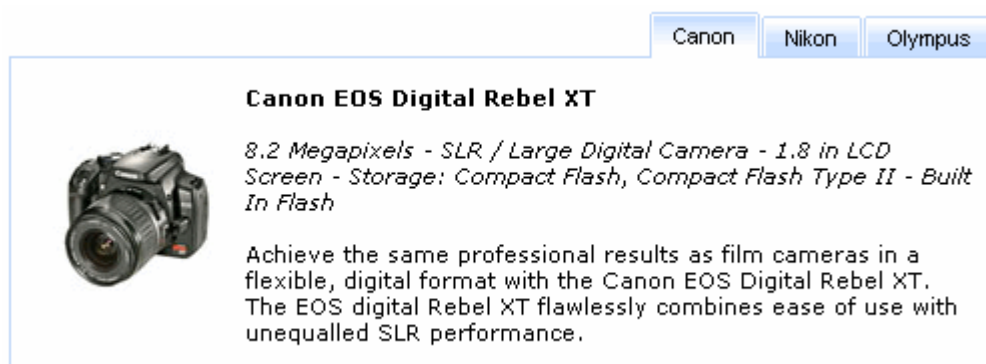 Canon Nikon Olympus
Canon EOS Digital Rebel XT
8.2 Megapixels - SLR / Large Digital Camera - 1.8 in LCD
Screen - Storage: Compact Flash, Compact Flash Type II - Built
In Flash
Achieve the same professional results as film cameras in a
flexible, digital format with the Canon EOS Digital Rebel XT.
The EOS digital Rebel XT flawlessly combines ease of use with
unequalled SLR performance.